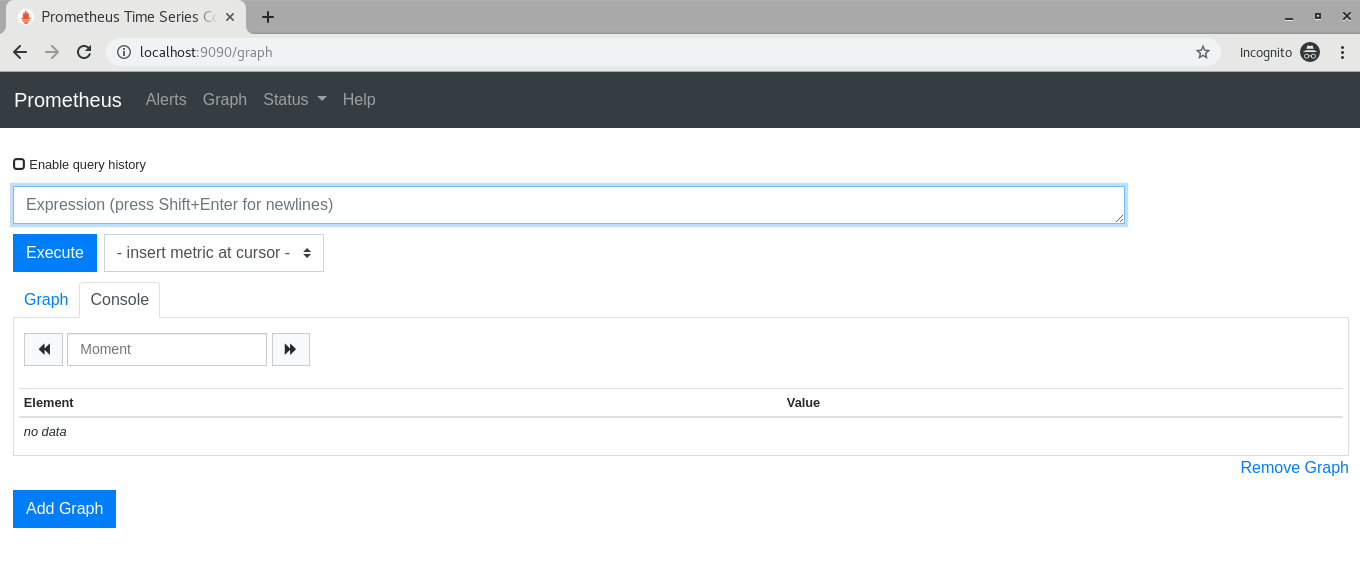 Prometheus Time Series Co
localhost:9090/graph
Incognito
Prometheus Alerts Graph Status Help
Enable query history
Expression (press Shift+Enter for newlines)
Execute - insert metric at cursor -
Graph Console
Moment
Element Value
no data
Remove Graph
Add Graph